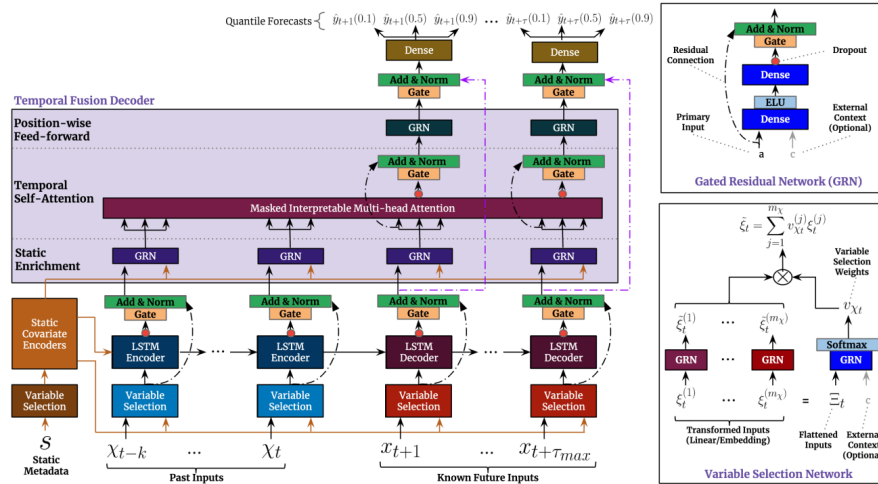 Quantile Forecasts
ŷt+1(0.1) ŷt+1(0.5) ŷt+1(0.9) ... ŷt+τ(0.1) ŷt+τ(0.5) ŷt+τ(0.9)
Dense Dense
Add & Norm Add & Norm
Gate Gate
Temporal Fusion Decoder
Position-wise
Feed-forward
GRN GRN
Add & Norm Add & Norm
Gate Gate
Temporal
Self-Attention
Masked Interpretable Multi-head Attention
Static
Enrichment
GRN GRN GRN GRN
Add & Norm Add & Norm Add & Norm Add & Norm
Gate Gate Gate Gate
Static
Covariate
Encoders
LSTM
Encoder
...
LSTM
Encoder
LSTM
Decoder
...
LSTM
Decoder
Variable
Selection
Variable
Selection
Variable
Selection
Variable
Selection
Variable
Selection
s
Static
Metadata
χt−k ... χt
Past Inputs
xt+1 ... xt+τmax
Known Future Inputs
Add & Norm
Gate
Residual
Connection
Dropout
Dense
ELU
Dense
Primary
Input
External
Context
(Optional)
a c
Gated Residual Network (GRN)
ξ̃t = ∑ j=1 mχ vχt(j) ξ̃t(j)
Variable
Selection
Weights
⊗
vχt
ξ̃t(1) ... ξ̃t(mχ)
Softmax
GRN ... GRN GRN
ξt(1) ... ξt(mχ) = Ξt c
Transformed Inputs
(Linear/Embedding)
Flattened
Inputs
External
Context
(Optional)
Variable Selection Network